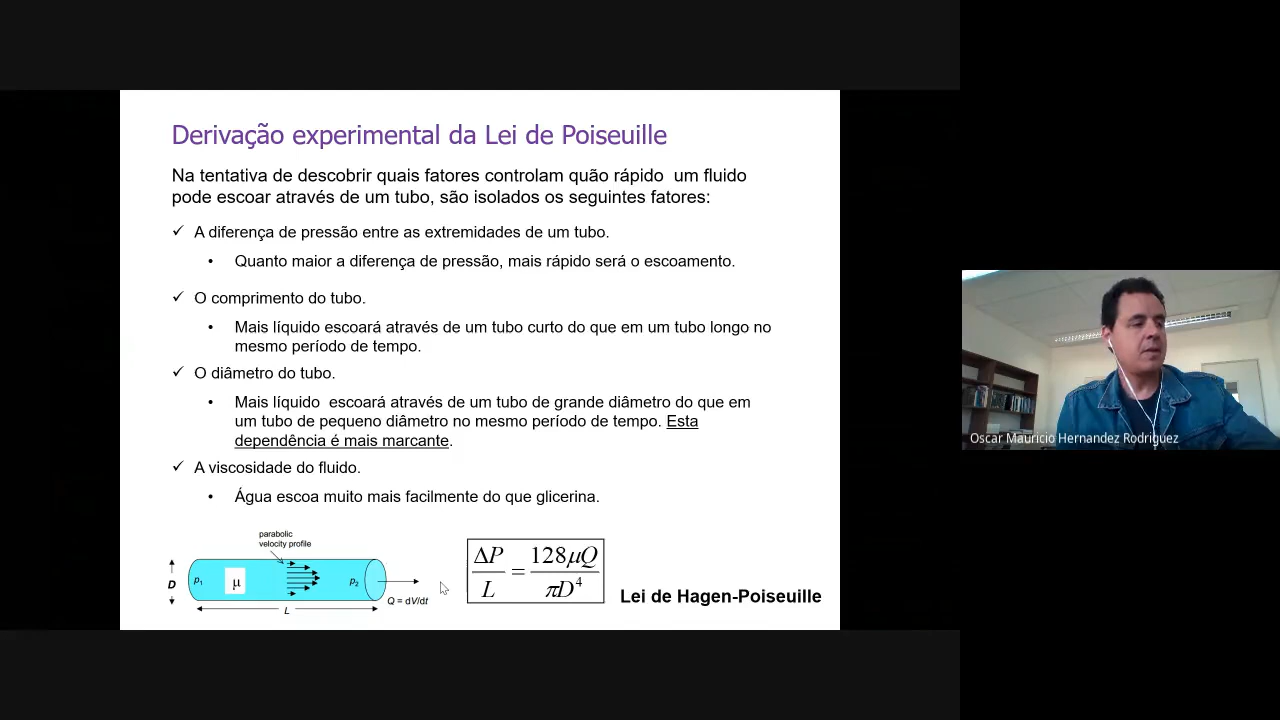 Derivação experimental da Lei de Poiseuille
Na tentativa de descobrir quais fatores controlam quão rápido um fluido
pode escoar através de um tubo, são isolados os seguintes fatores:
✓ A diferença de pressão entre as extremidades de um tubo.
• Quanto maior a diferença de pressão, mais rápido será o escoamento.
✓ O comprimento do tubo.
• Mais líquido escoará através de um tubo curto do que em um tubo longo no
mesmo período de tempo.
✓ O diâmetro do tubo.
• Mais líquido escoará através de um tubo de grande diâmetro do que em
um tubo de pequeno diâmetro no mesmo período de tempo. Esta
dependência é mais marcante.
✓ A viscosidade do fluido.
• Água escoa muito mais facilmente do que glicerina.
parabolic
velocity profile
D
p₁
μ
p₂
Q = dV/dt
L
ΔP/L = 128μQ/πD⁴
Lei de Hagen-Poiseuille
Oscar Mauricio Hernandez Rodriguez